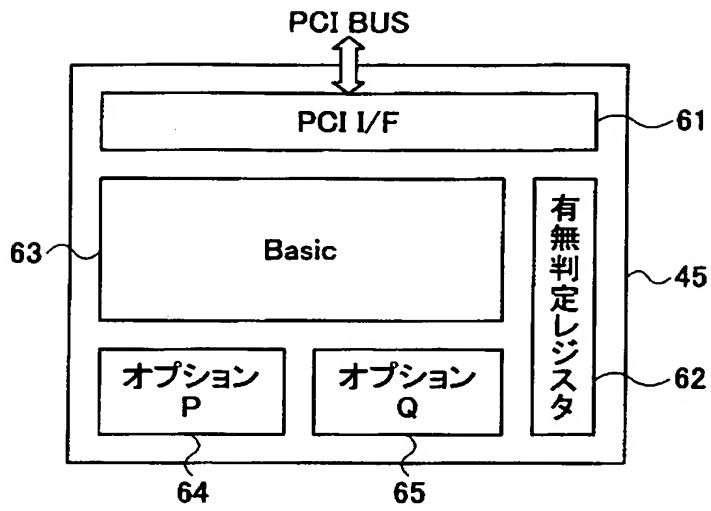 PCI BUS
PCI I/F
61
63
Basic
有無判定レジスタ
45
オプション
P
オプション
Q
62
64
65